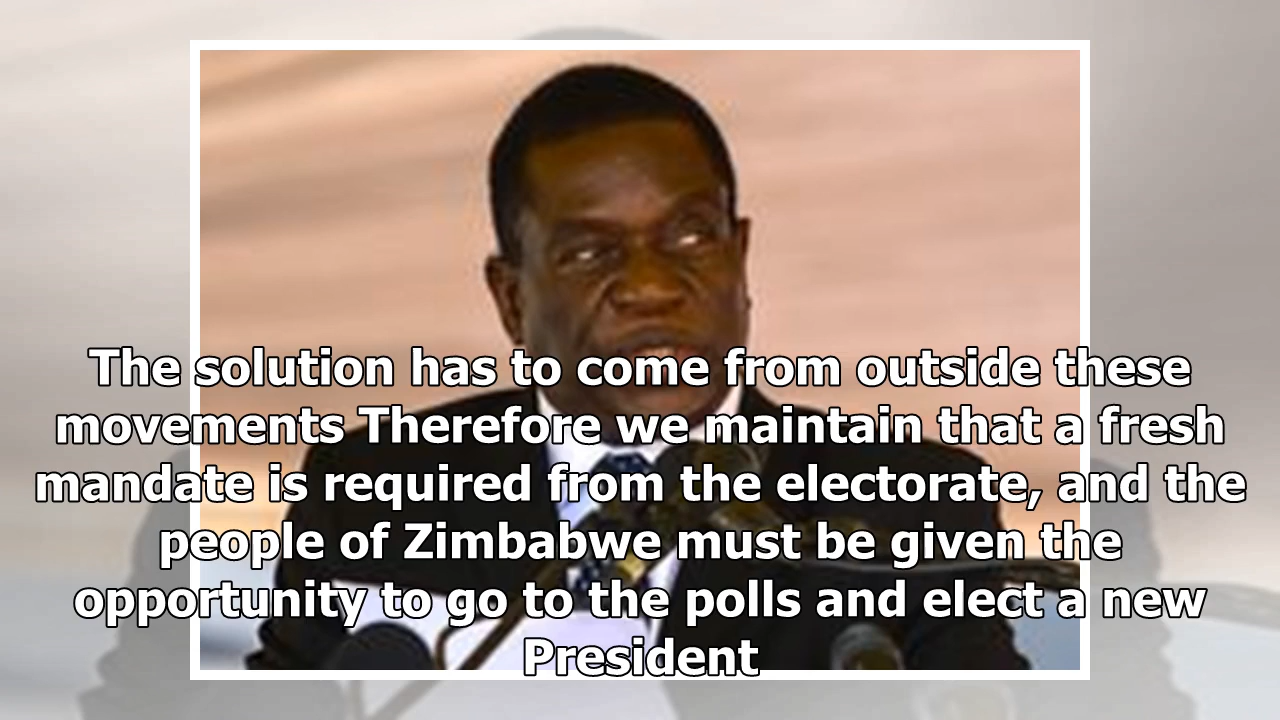 The solution has to come from outside these
movements Therefore we maintain that a fresh
mandate is required from the electorate, and the
people of Zimbabwe must be given the
opportunity to go to the polls and elect a new
President